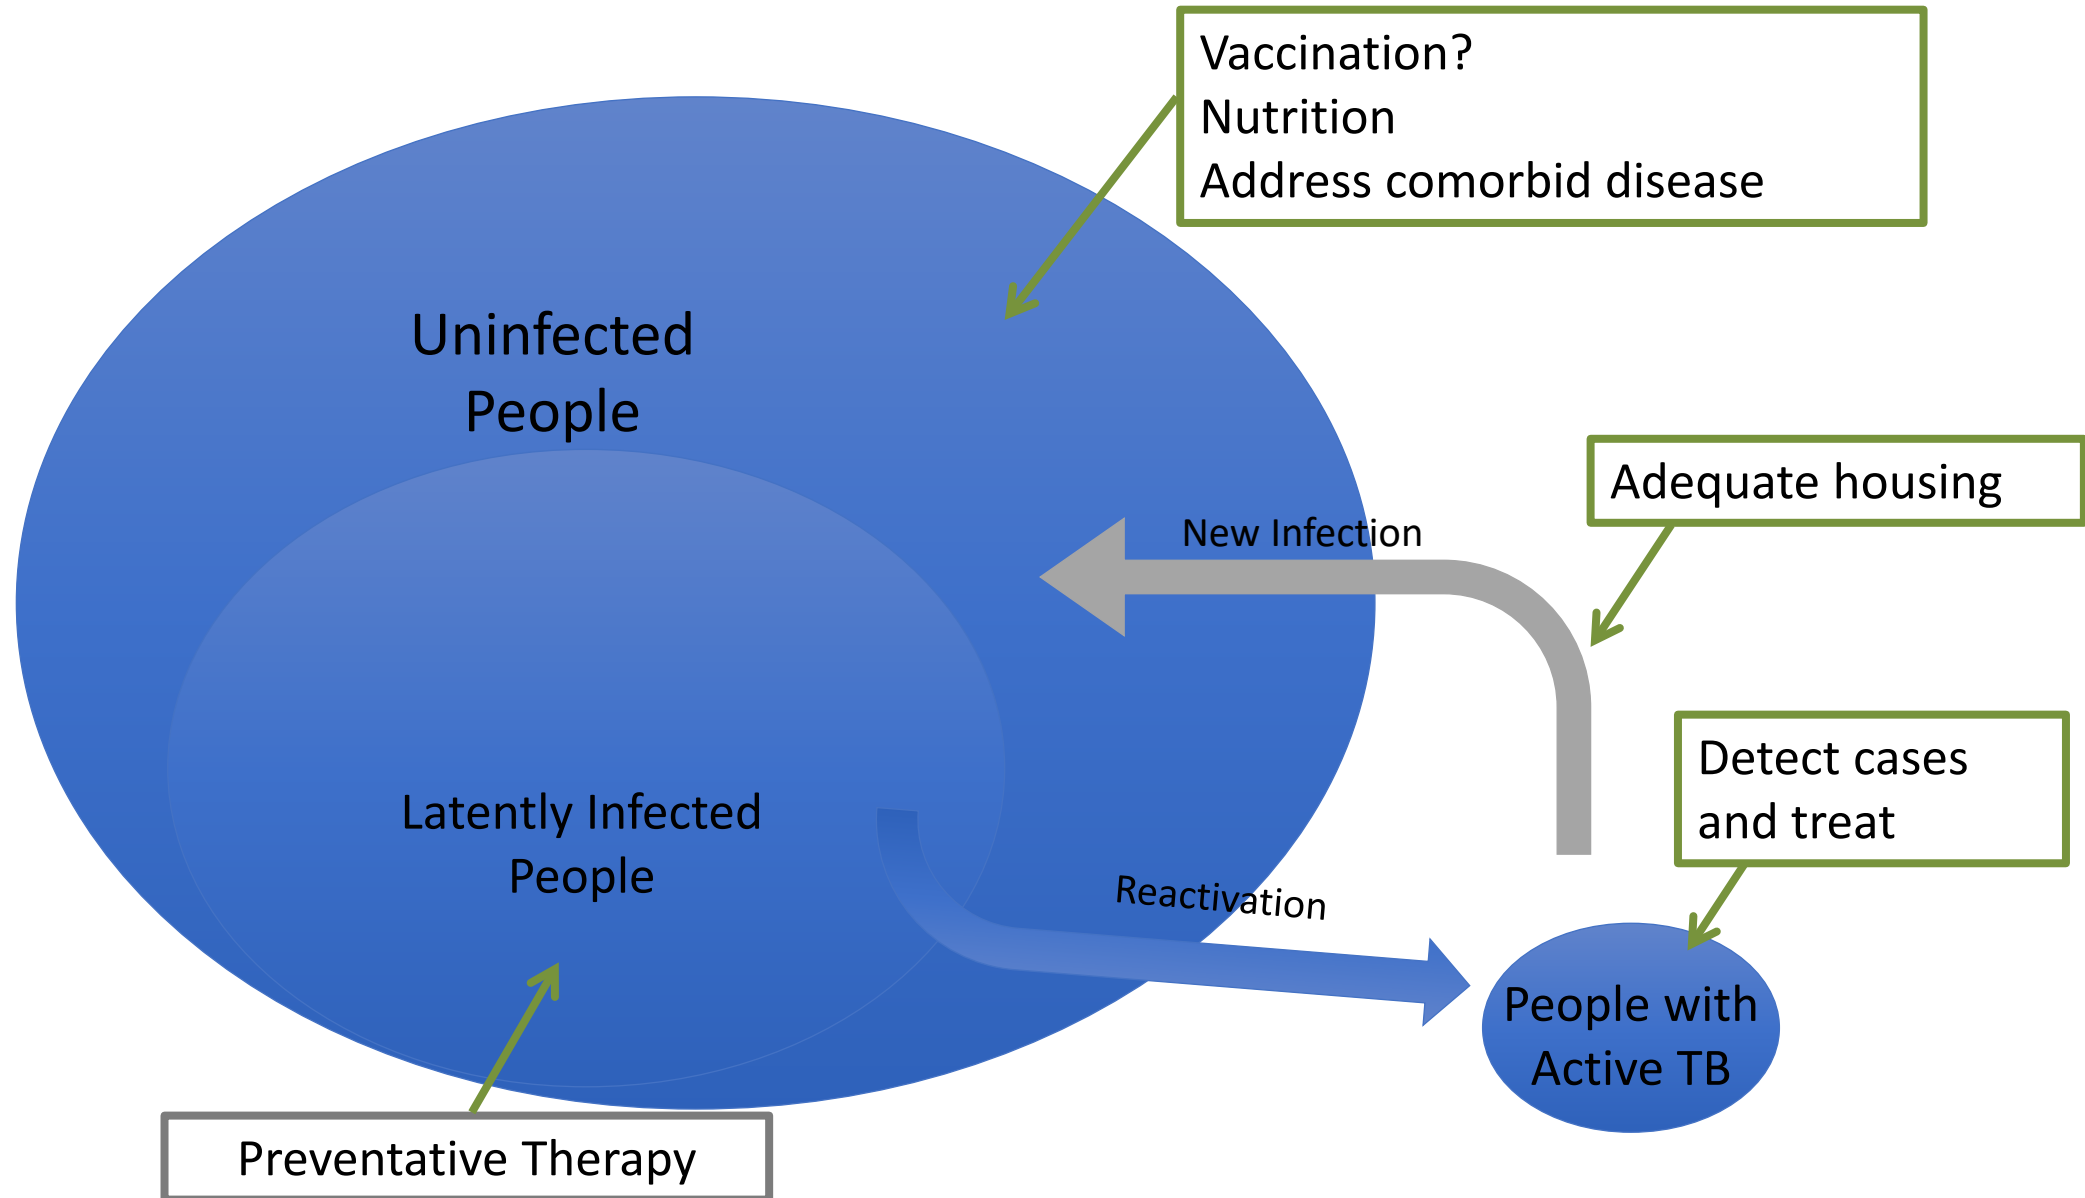 Vaccination?
Nutrition
Address comorbid disease
Uninfected
People
Adequate housing
New Infection
Detect cases
and treat
Latently Infected
People
Reactivation
People with
Active TB
Preventative Therapy